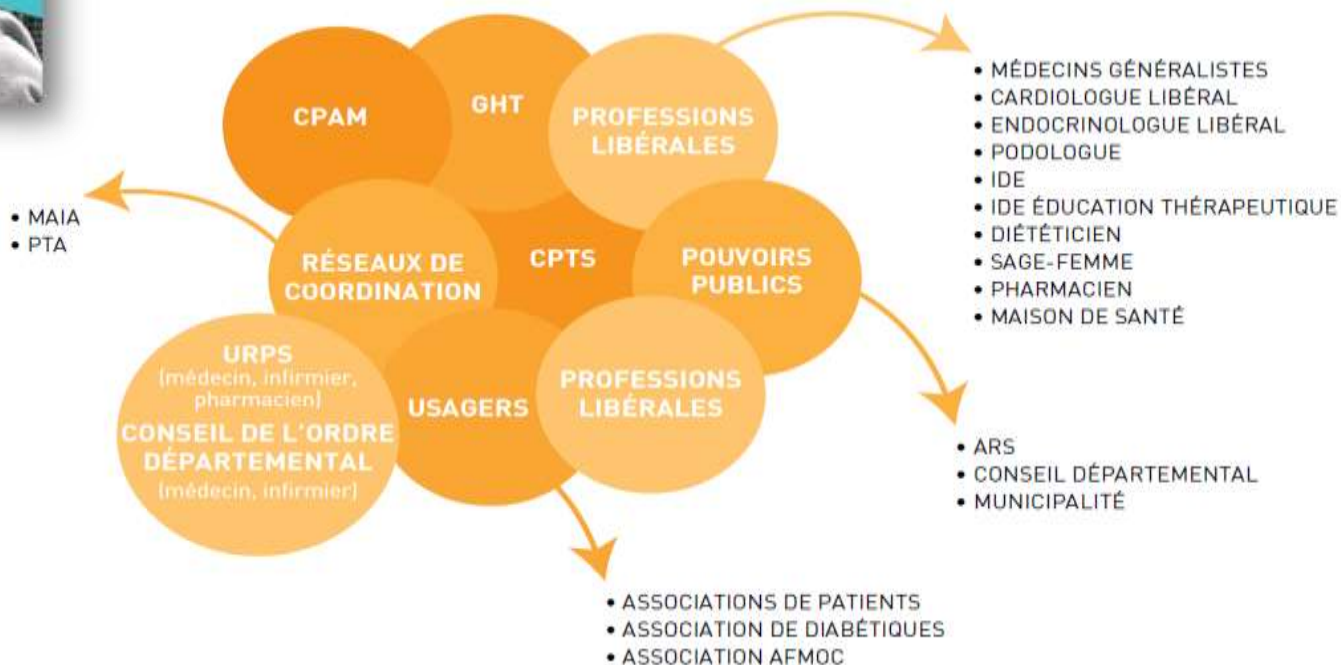 CPAM
GHT
PROFESSIONS
LIBÉRALES
• MÉDECINS GÉNÉRALISTES
• CARDIOLOGUE LIBÉRAL
• ENDOCRINOLOGUE LIBÉRAL
• PODOLOGUE
• IDE
• IDE ÉDUCATION THÉRAPEUTIQUE
• DIÉTÉTICIEN
• SAGE-FEMME
• PHARMACIEN
• MAISON DE SANTÉ
• MAIA
• PTA
RÉSEAUX DE
COORDINATION
CPTS
POUVOIRS
PUBLICS
URPS
(médecin, infirmier,
pharmacien)
CONSEIL DE L'ORDRE
DÉPARTEMENTAL
(médecin, infirmier)
USAGERS
PROFESSIONS
LIBÉRALES
• ARS
• CONSEIL DÉPARTEMENTAL
• MUNICIPALITÉ
• ASSOCIATIONS DE PATIENTS
• ASSOCIATION DE DIABÉTIQUES
• ASSOCIATION AFMOC